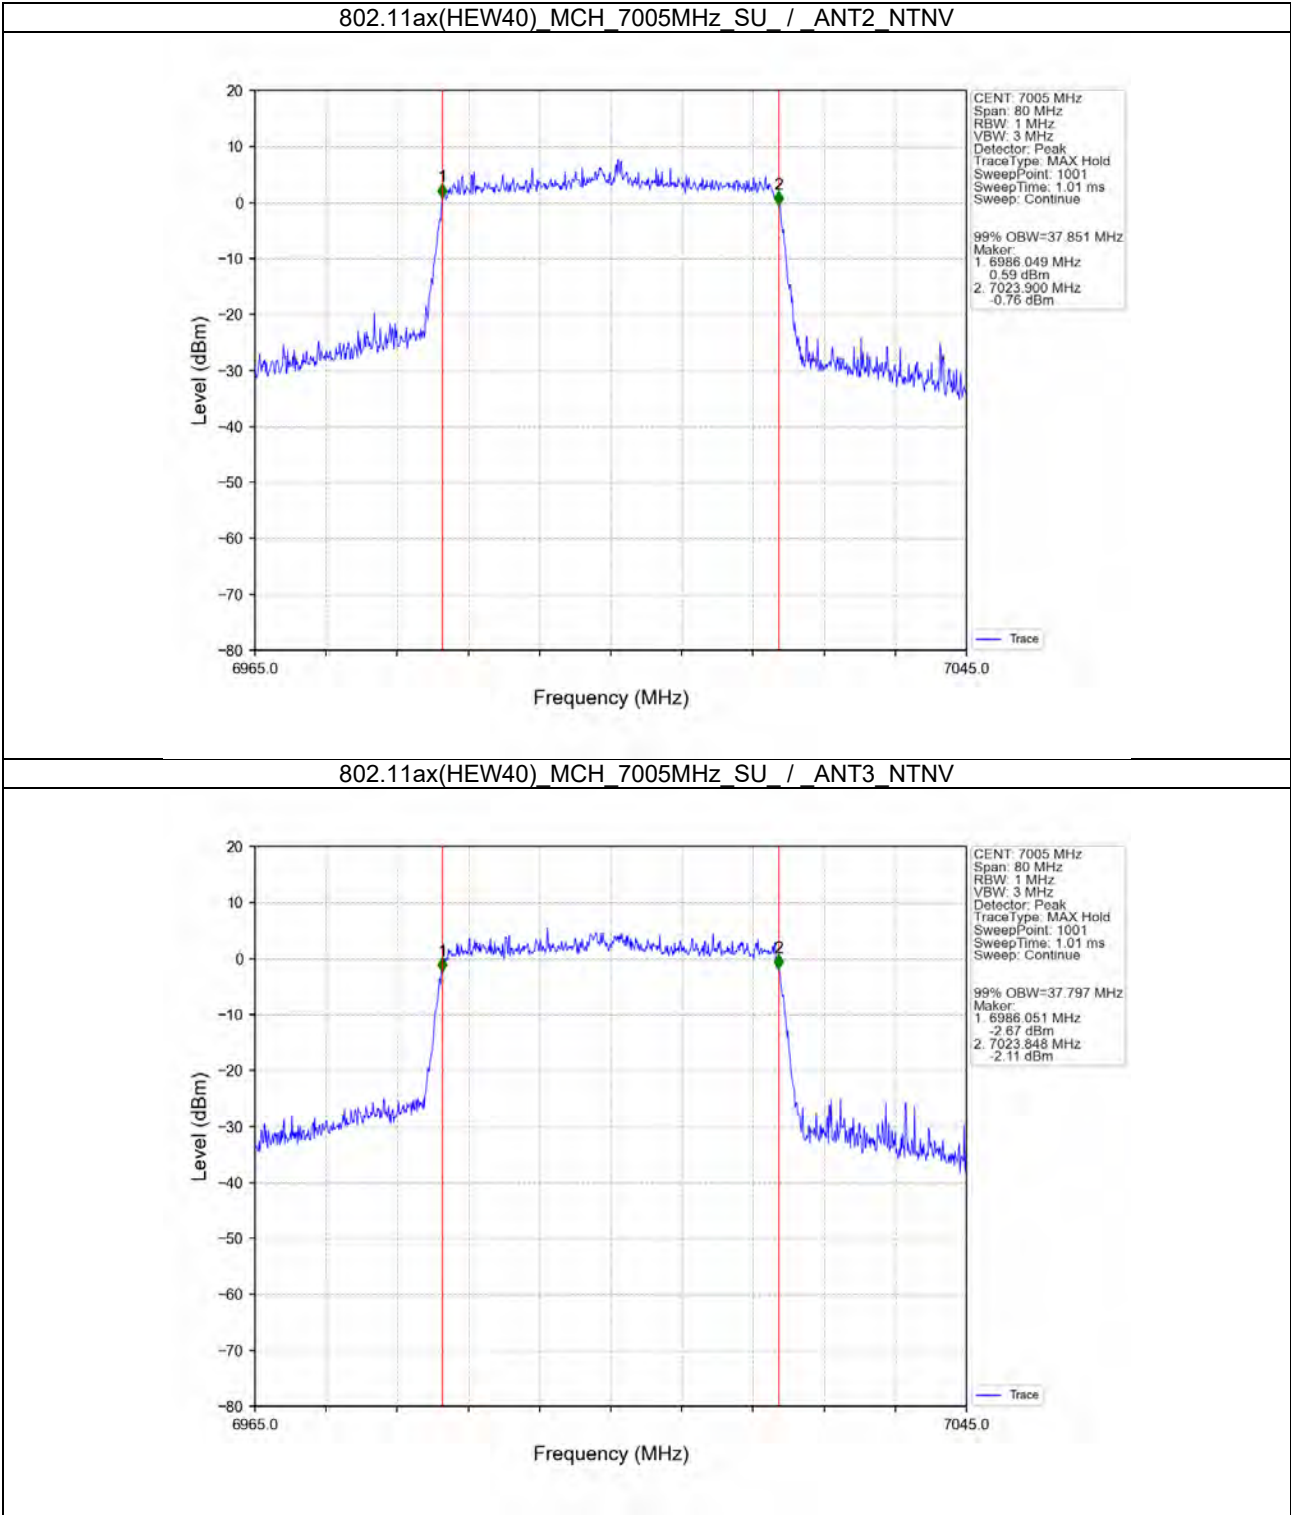 802.11ax(HEW40)_MCH_7005MHz_SU_ / _ANT2_NTNV
20
10
0
−10
−20
−30
−40
−50
−60
−70
−80
Level (dBm)
1
2
6965.0
7045.0
Frequency (MHz)
CENT: 7005 MHz
Span: 80 MHz
RBW: 1 MHz
VBW: 3 MHz
Detector: Peak
TraceType: MAX Hold
SweepPoint: 1001
SweepTime: 1.01 ms
Sweep: Continue
99% OBW=37.851 MHz
Maker:
1. 6986.049 MHz
0.59 dBm
2. 7023.900 MHz
-0.76 dBm
Trace
802.11ax(HEW40)_MCH_7005MHz_SU_ / _ANT3_NTNV
20
10
0
−10
−20
−30
−40
−50
−60
−70
−80
Level (dBm)
1
2
6965.0
7045.0
Frequency (MHz)
CENT: 7005 MHz
Span: 80 MHz
RBW: 1 MHz
VBW: 3 MHz
Detector: Peak
TraceType: MAX Hold
SweepPoint: 1001
SweepTime: 1.01 ms
Sweep: Continue
99% OBW=37.797 MHz
Maker:
1. 6986.051 MHz
-2.67 dBm
2. 7023.848 MHz
-2.11 dBm
Trace